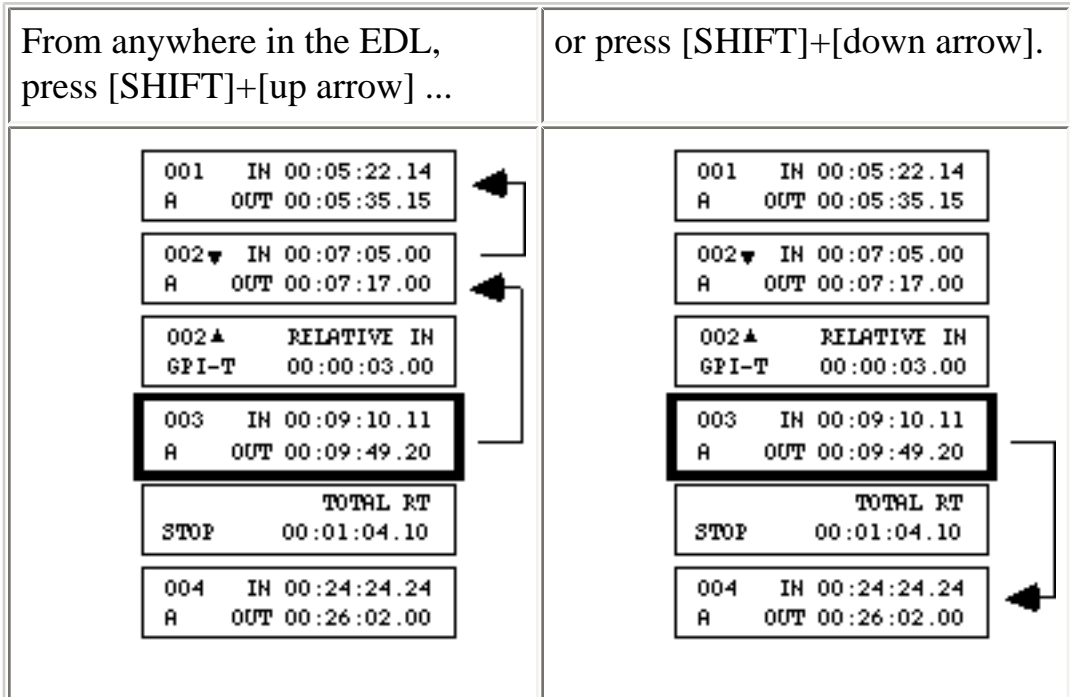 From anywhere in the EDL,
press [SHIFT]+[up arrow] ...
or press [SHIFT]+[down arrow].
001 IN 00:05:22.14
A OUT 00:05:35.15
002▼ IN 00:07:05.00
A OUT 00:07:17.00
002▲ RELATIVE IN
GPI-T 00:00:03.00
003 IN 00:09:10.11
A OUT 00:09:49.20
TOTAL RT
STOP 00:01:04.10
004 IN 00:24:24.24
A OUT 00:26:02.00
001 IN 00:05:22.14
A OUT 00:05:35.15
002▼ IN 00:07:05.00
A OUT 00:07:17.00
002▲ RELATIVE IN
GPI-T 00:00:03.00
003 IN 00:09:10.11
A OUT 00:09:49.20
TOTAL RT
STOP 00:01:04.10
004 IN 00:24:24.24
A OUT 00:26:02.00